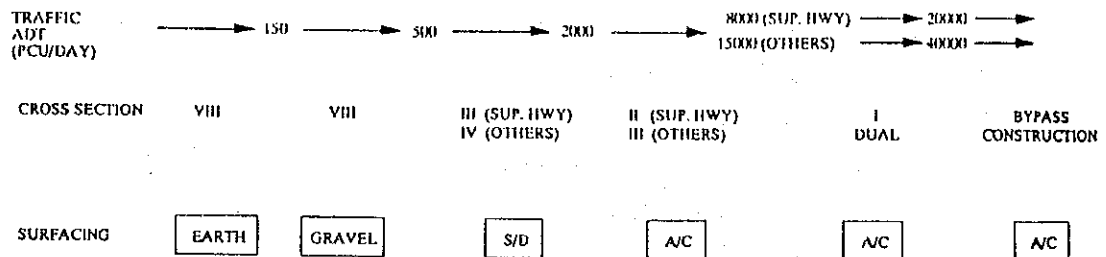 TRAFFIC
ADT
(PCU/DAY)
150
500
2000
8000 (SUP. HWY)
20000
15000 (OTHERS)
40000
CROSS SECTION
VIII
VIII
III (SUP. HWY)
IV (OTHERS)
II (SUP. HWY)
III (OTHERS)
I
DUAL
BYPASS
CONSTRUCTION
SURFACING
EARTH
GRAVEL
S/D
A/C
A/C
A/C